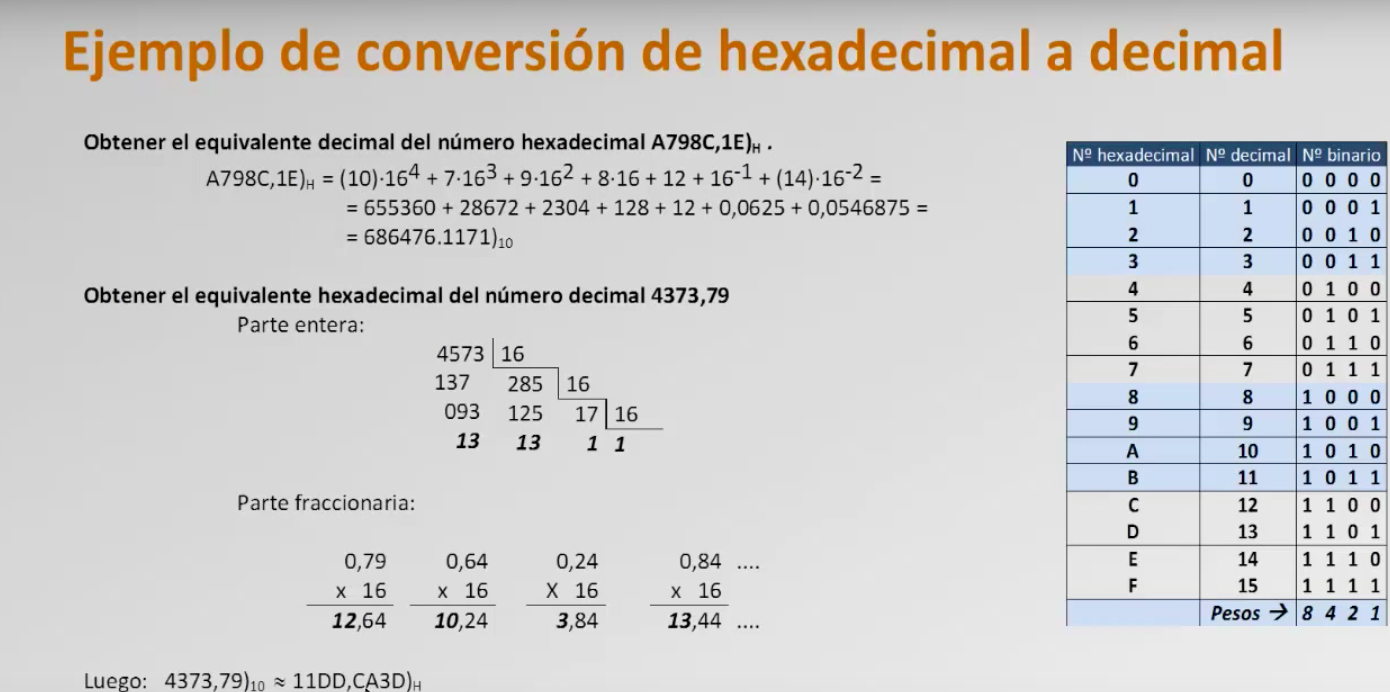 Ejemplo de conversión de hexadecimal a decimal
Obtener el equivalente decimal del número hexadecimal A798C,1E)H .
A798C,1E)H = (10)·16^4 + 7·16^3 + 9·16^2 + 8·16 + 12 + 16^-1 + (14)·16^-2 =
= 655360 + 28672 + 2304 + 128 + 12 + 0,0625 + 0,0546875 =
= 686476.1171)10
Obtener el equivalente hexadecimal del número decimal 4373,79
Parte entera:
4573 16
137 285 16
093 125 17 16
13 13 1 1
Parte fraccionaria:
0,79 0,64 0,24 0,84 ....
x 16 x 16 X 16 x 16
12,64 10,24 3,84 13,44 ....
Luego: 4373,79)10 ≈ 11DD,CA3D)H
Nº hexadecimal Nº decimal Nº binario
0 0 0 0 0 0
1 1 0 0 0 1
2 2 0 0 1 0
3 3 0 0 1 1
4 4 0 1 0 0
5 5 0 1 0 1
6 6 0 1 1 0
7 7 0 1 1 1
8 8 1 0 0 0
9 9 1 0 0 1
A 10 1 0 1 0
B 11 1 0 1 1
C 12 1 1 0 0
D 13 1 1 0 1
E 14 1 1 1 0
F 15 1 1 1 1
Pesos → 8 4 2 1